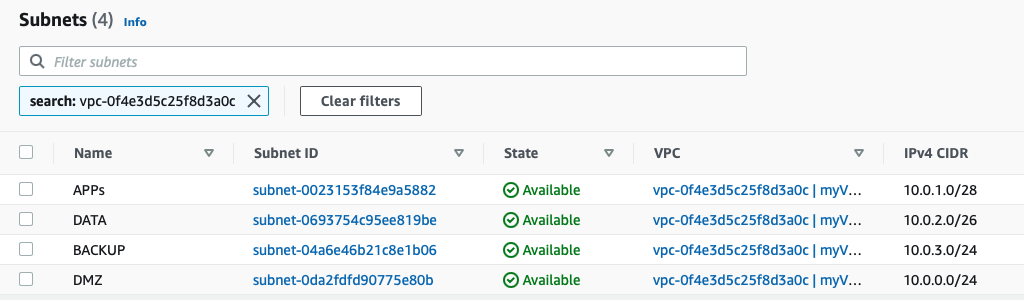 Subnets (4) Info
Filter subnets
search: vpc-0f4e3d5c25f8d3a0c Clear filters
Name Subnet ID State VPC IPv4 CIDR
APPs subnet-0023153f84e9a5882 Available vpc-0f4e3d5c25f8d3a0c | myV... 10.0.1.0/28
DATA subnet-0693754c95ee819be Available vpc-0f4e3d5c25f8d3a0c | myV... 10.0.2.0/26
BACKUP subnet-04a6e46b21c8e1b06 Available vpc-0f4e3d5c25f8d3a0c | myV... 10.0.3.0/24
DMZ subnet-0da2fdfd90775e80b Available vpc-0f4e3d5c25f8d3a0c | myV... 10.0.0.0/24